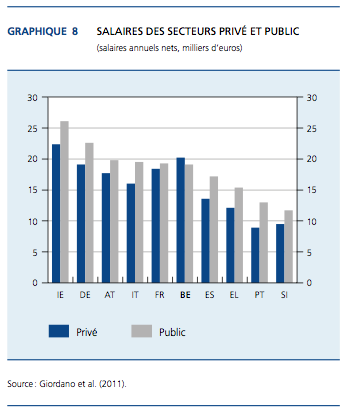 GRAPHIQUE 8 SALAIRES DES SECTEURS PRIVÉ ET PUBLIC
(salaires annuels nets, milliers d'euros)
30 30
25 25
20 20
15 15
10 10
5 5
0 0
IE DE AT IT FR BE ES EL PT SI
Privé Public
Source : Giordano et al. (2011).